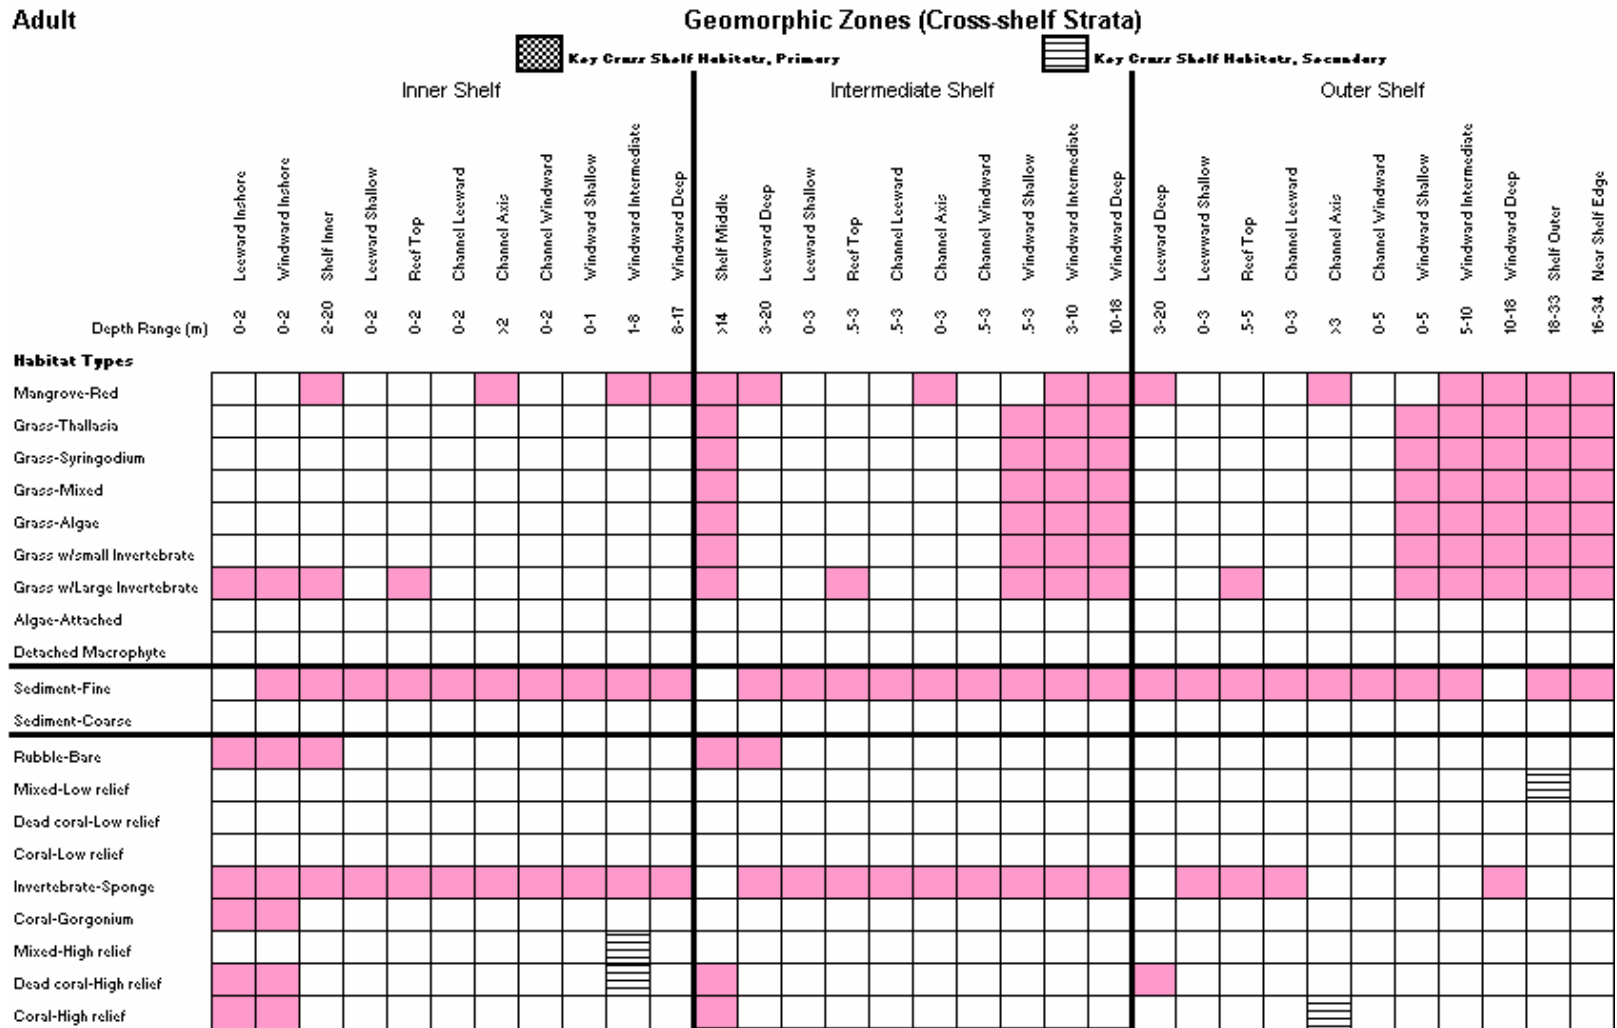 Adult
Geomorphic Zones (Cross-shelf Strata)
Key Cross Shelf Habitats, Primary
Key Cross Shelf Habitats, Secondary
Inner Shelf
Intermediate Shelf
Outer Shelf
Leeward Inshore
Windward Inshore
Shelf Inner
Leeward Shallow
Reef Top
Channel Leeward
Channel Axis
Channel Windward
Windward Shallow
Windward Intermediate
Windward Deep
Shelf Middle
Leeward Deep
Leeward Shallow
Reef Top
Channel Leeward
Channel Axis
Channel Windward
Windward Shallow
Windward Intermediate
Windward Deep
Leeward Deep
Leewward Shallow
Reef Top
Channel Leeward
Channel Axis
Channel Windward
Windward Shallow
Windward Intermediate
Windward Deep
Shelf Outer
Near Shelf Edge
Depth Range (m) 0-2 0-2 2-20 0-2 0-2 0-2 >2 0-2 0-1 1-8 8-17 >14 3-20 0-3 .5-3 .5-3 0-3 .5-3 .5-3 3-10 10-18 3-20 0-3 .5-5 0-3 >3 0-5 0-5 5-10 10-18 18-33 16-34
Habitat Types
Mangrove-Red
Grass-Thallasia
Grass-Syringodium
Grass-Mixed
Grass-Algae
Grass w/small Invertebrate
Grass w/Large Invertebrate
Algae-Attached
Detached Macrophyte
Sediment-Fine
Sediment-Coarse
Rubble-Bare
Mixed-Low relief
Dead coral-Low relief
Coral-Low relief
Invertebrate-Sponge
Coral-Gorgonium
Mixed-High relief
Dead coral-High relief
Coral-High relief